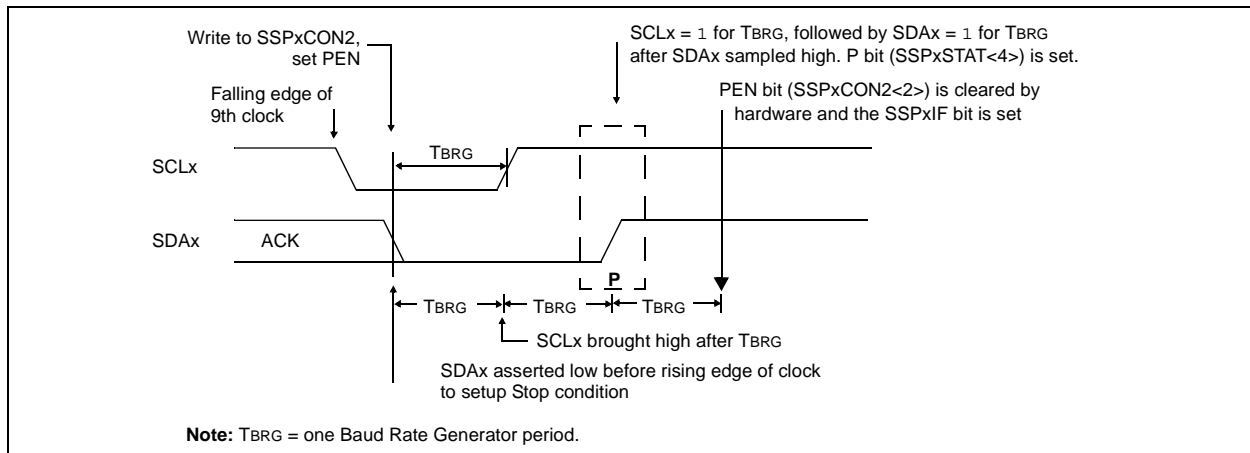 Write to SSPxCON2,
set PEN
SCLx = 1 for TBRG, followed by SDAx = 1 for TBRG
after SDAx sampled high. P bit (SSPxSTAT<4>) is set.
Falling edge of
9th clock
PEN bit (SSPxCON2<2>) is cleared by
hardware and the SSPxIF bit is set
TBRG
SCLx
SDAx
ACK
P
TBRG
TBRG
TBRG
SCLx brought high after TBRG
SDAx asserted low before rising edge of clock
to setup Stop condition
Note: TBRG = one Baud Rate Generator period.